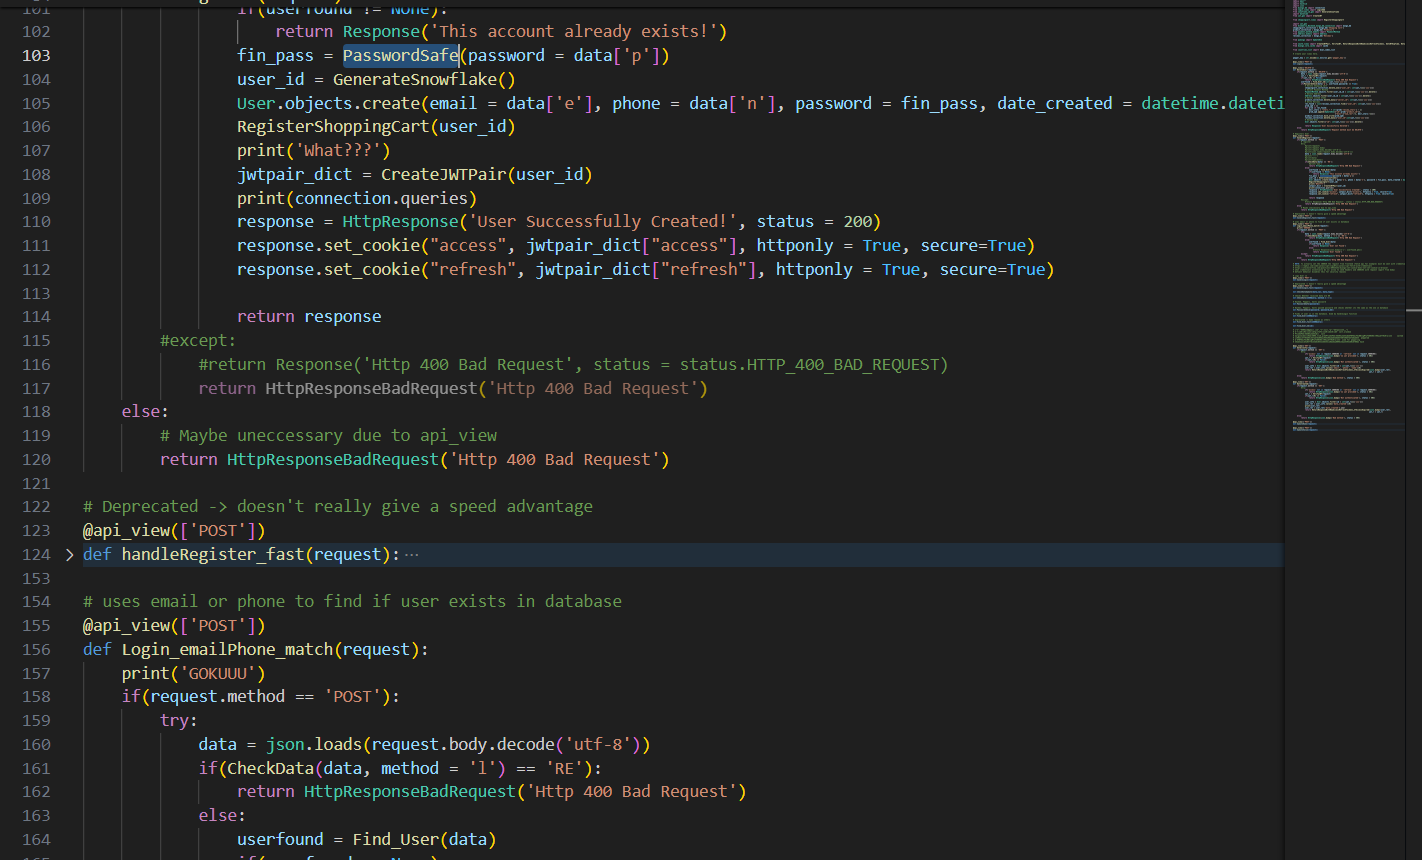 101 if(userfound != None):
102 return Response('This account already exists!')
103 fin_pass = PasswordSafe(password = data['p'])
104 user_id = GenerateSnowflake()
105 User.objects.create(email = data['e'], phone = data['n'], password = fin_pass, date_created = datetime.dateti
106 RegisterShoppingCart(user_id)
107 print('What???')
108 jwtpair_dict = CreateJWTPair(user_id)
109 print(connection.queries)
110 response = HttpResponse('User Successfully Created!', status = 200)
111 response.set_cookie("access", jwtpair_dict["access"], httponly = True, secure=True)
112 response.set_cookie("refresh", jwtpair_dict["refresh"], httponly = True, secure=True)
113
114 return response
115 #except:
116 #return Response('Http 400 Bad Request', status = status.HTTP_400_BAD_REQUEST)
117 return HttpResponseBadRequest('Http 400 Bad Request')
118 else:
119 # Maybe uneccessary due to api_view
120 return HttpResponseBadRequest('Http 400 Bad Request')
121
122 # Deprecated -> doesn't really give a speed advantage
123 @api_view(['POST'])
124 > def handleRegister_fast(request): ···
153
154 # uses email or phone to find if user exists in database
155 @api_view(['POST'])
156 def Login_emailPhone_match(request):
157 print('GOKUUU')
158 if(request.method == 'POST'):
159 try:
160 data = json.loads(request.body.decode('utf-8'))
161 if(CheckData(data, method = 'l') == 'RE'):
162 return HttpResponseBadRequest('Http 400 Bad Request')
163 else:
164 userfound = Find_User(data)